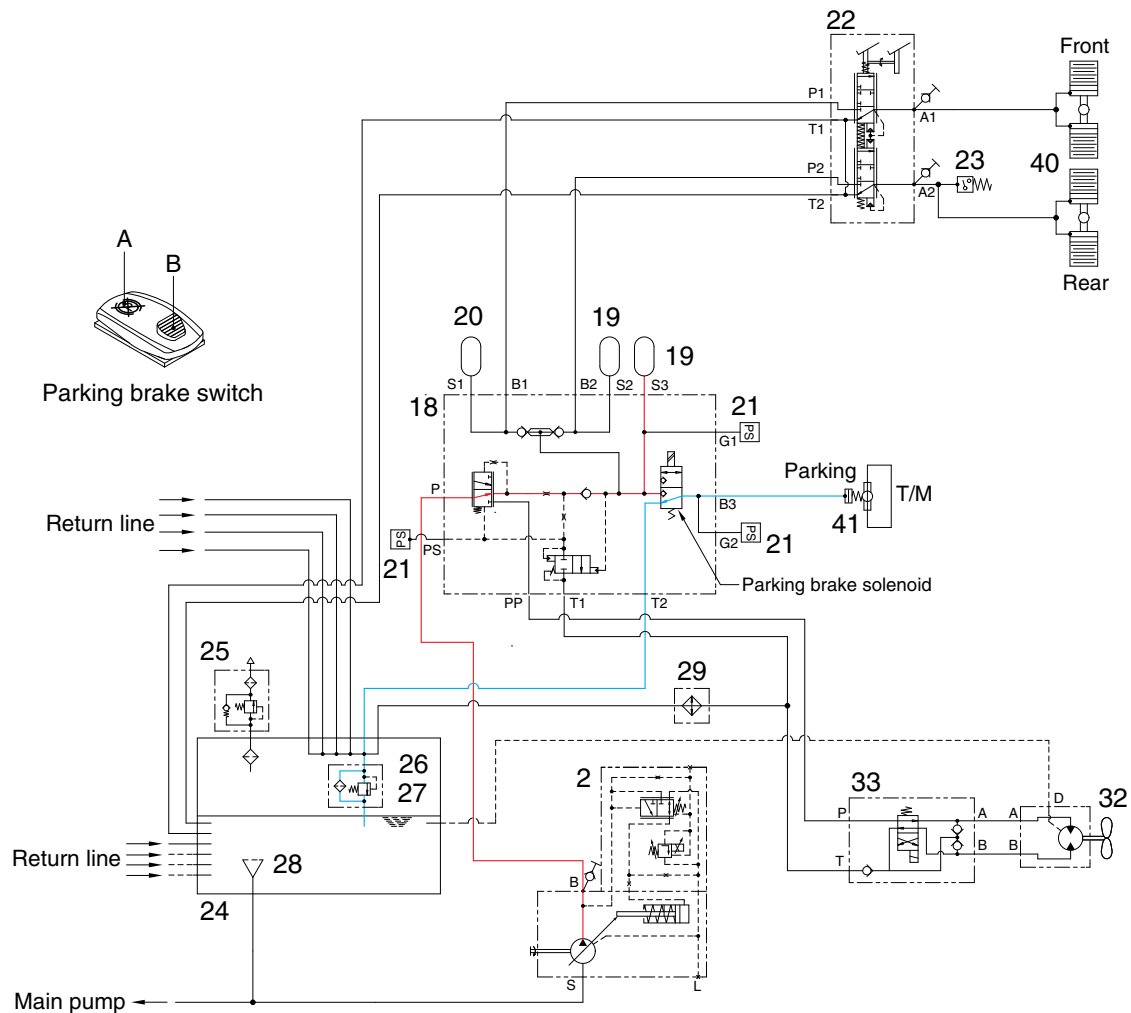 22
Front
P1
A1
T1
23
40
P2
A2
T2
Rear
A
B
Parking brake switch
20
19
19
S1
B1
B2
S2
S3
18
21
PS
G1
Parking
T/M
P
B3
41
Return line
PS
PS
21
G2
PS
21
Parking brake solenoid
PP
T1
T2
25
29
26
27
2
33
D
32
P
A
A
B
B
T
Return line
28
24
B
S
L
Main pump